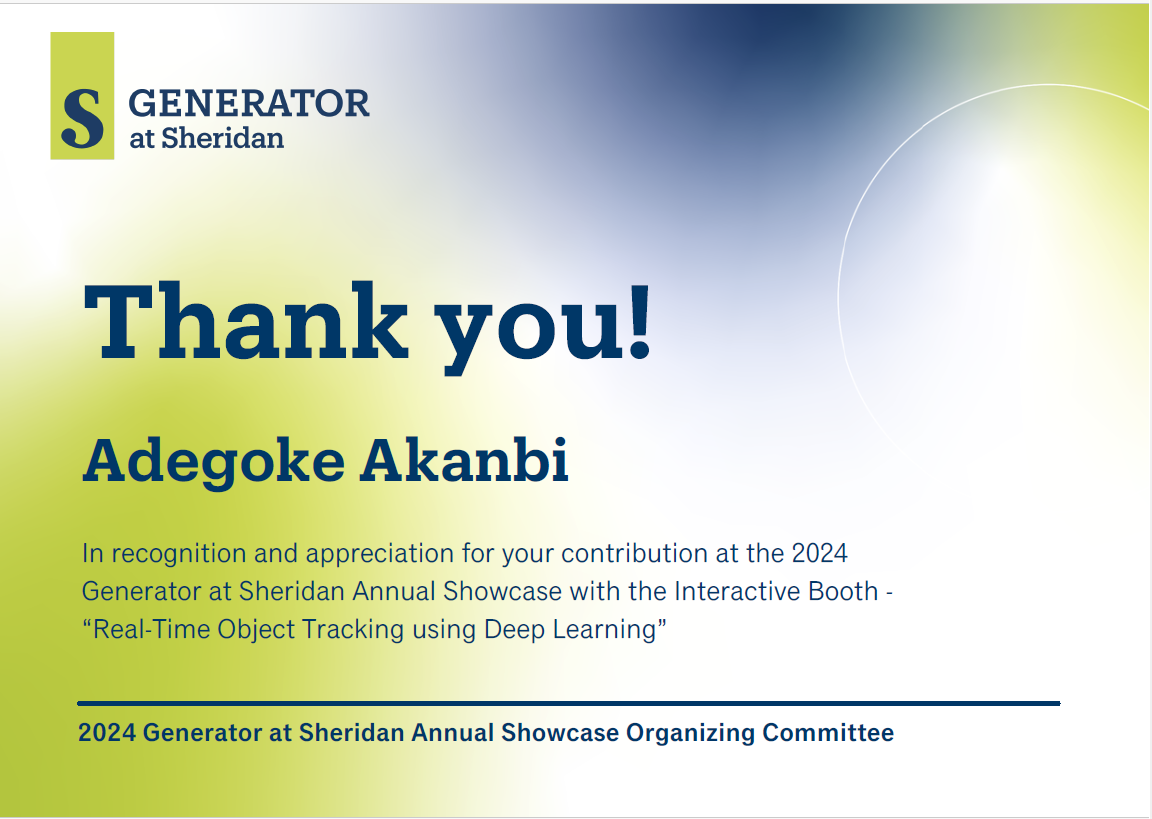 S
GENERATOR
at Sheridan
Thank you!
Adegoke Akanbi
In recognition and appreciation for your contribution at the 2024
Generator at Sheridan Annual Showcase with the Interactive Booth -
“Real-Time Object Tracking using Deep Learning”
2024 Generator at Sheridan Annual Showcase Organizing Committee